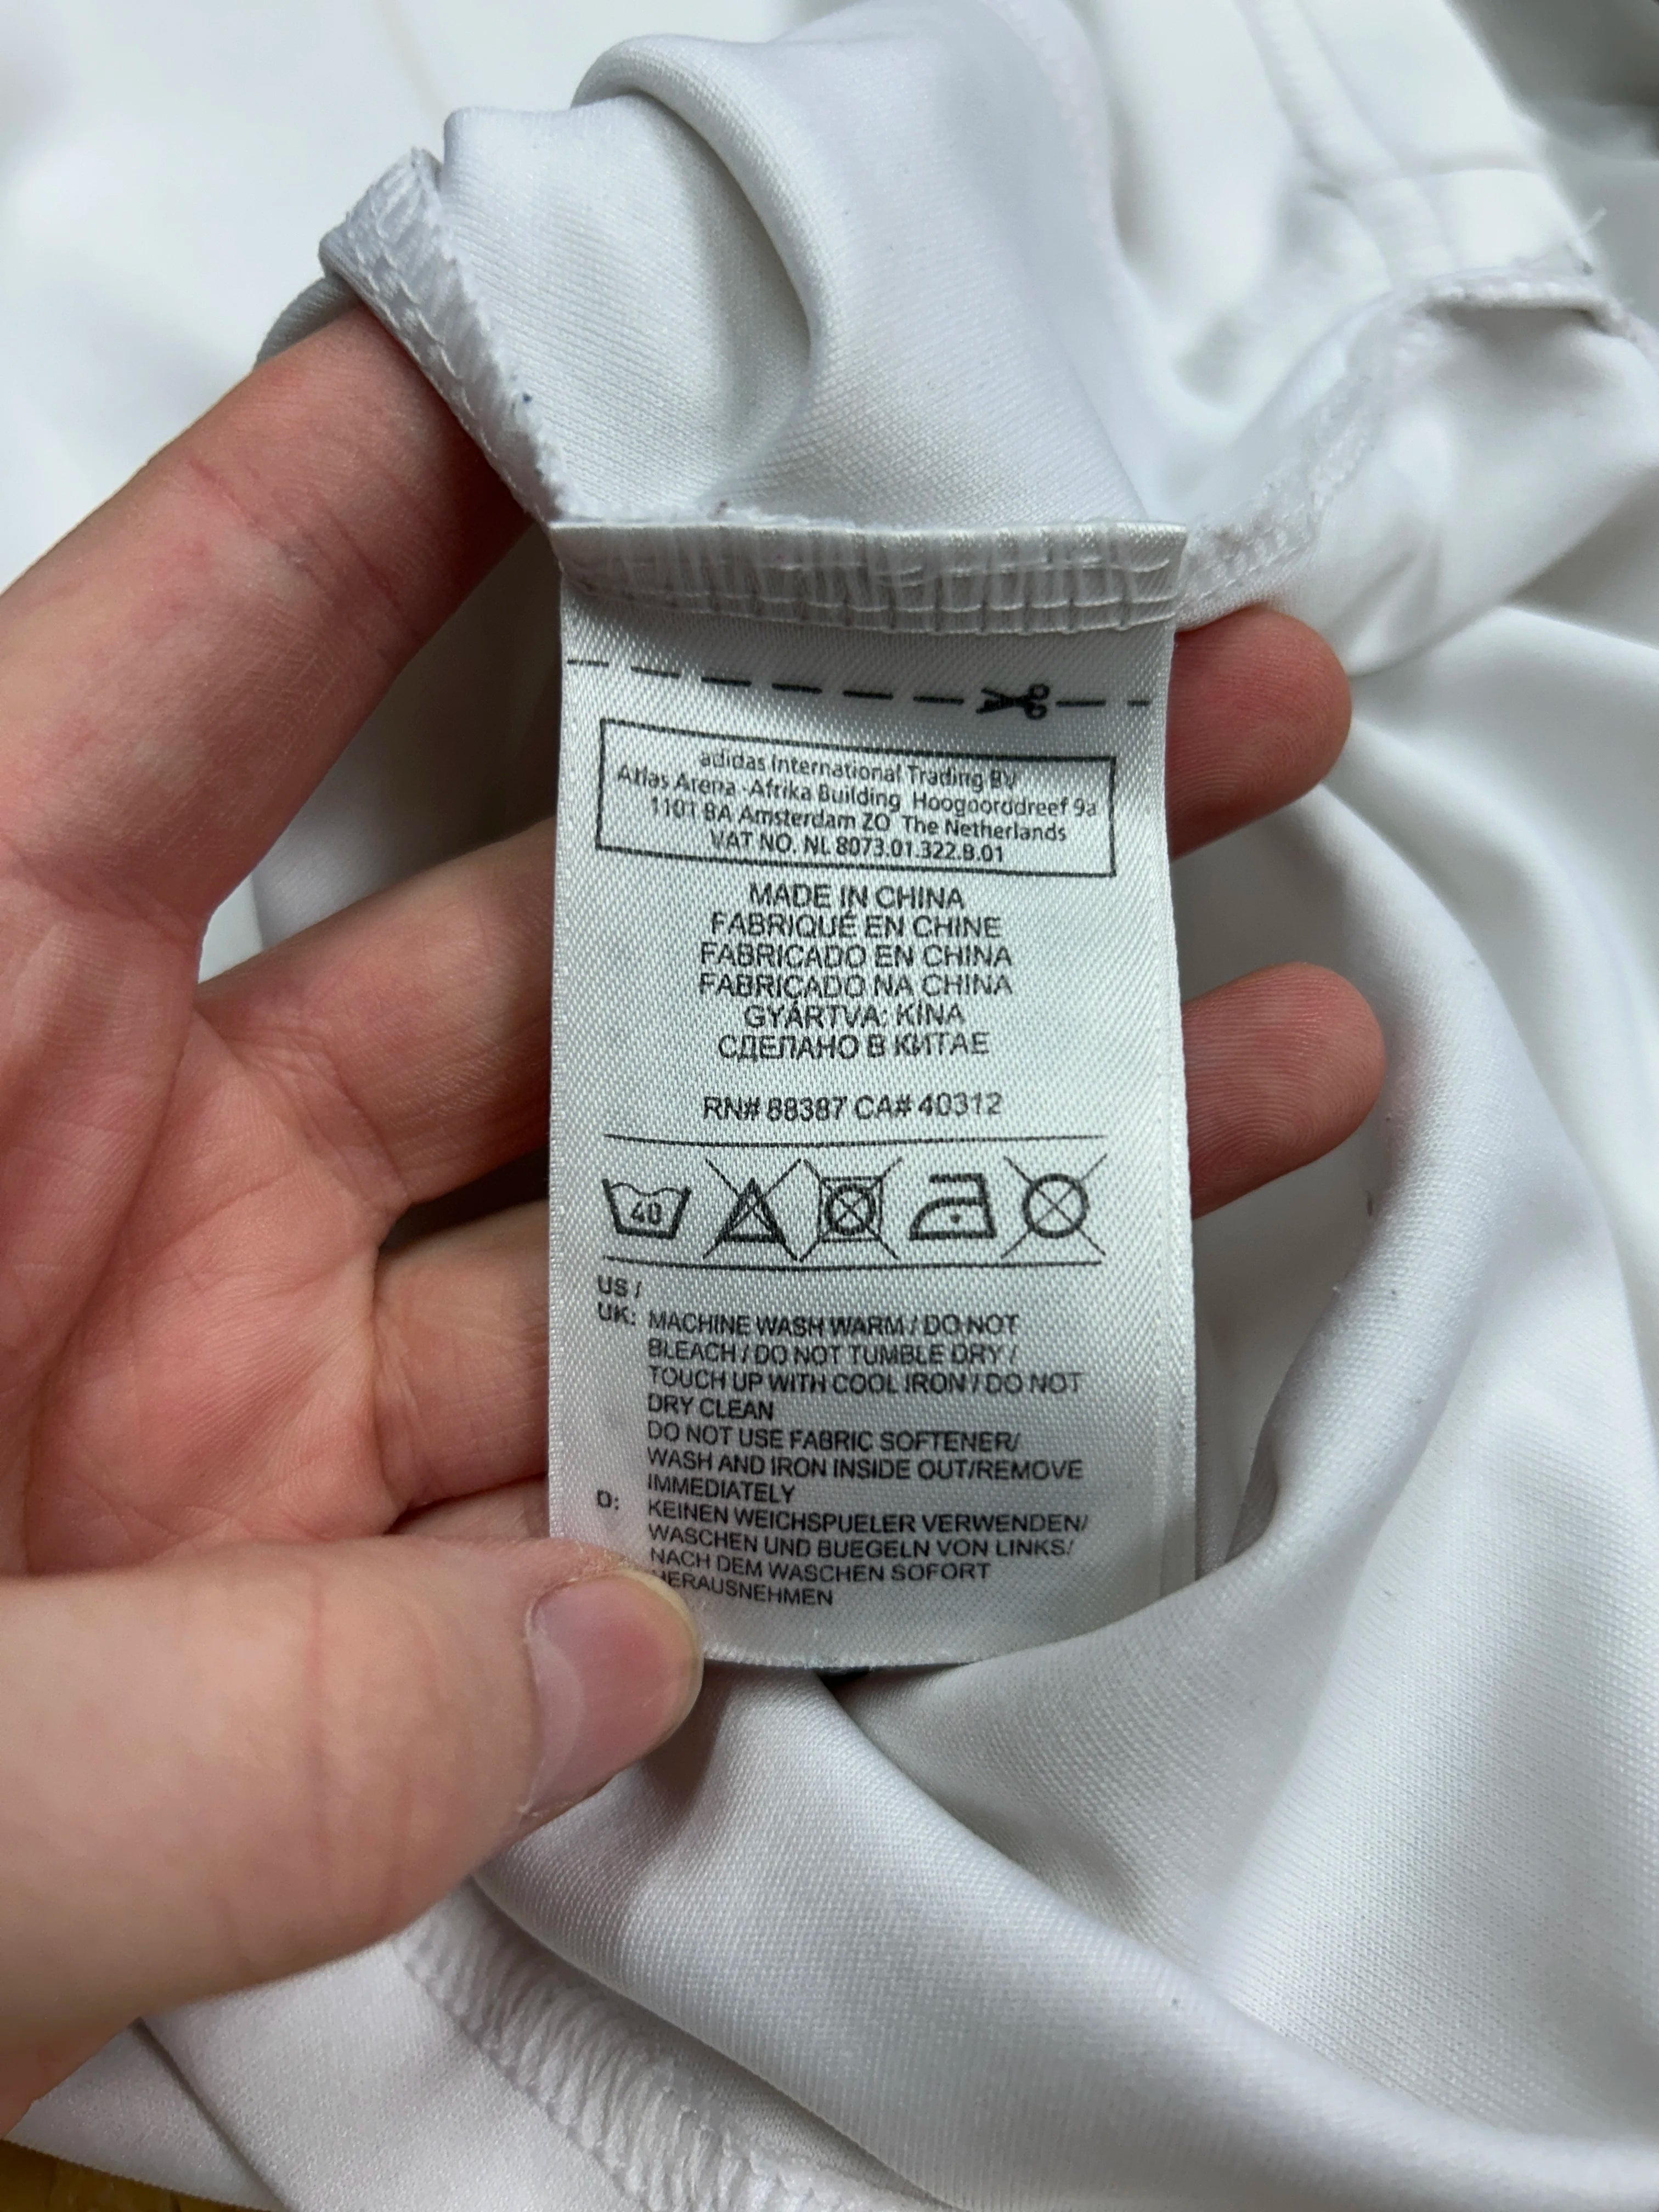 adidas International Trading BV
Atlas Arena -Afrika Building Hoogoorddreef 9a
1101 BA Amsterdam ZO The Netherlands
VAT NO. NL 8073.01.322.B.01
MADE IN CHINA
FABRIQUÉ EN CHINE
FABRICADO EN CHINA
FABRICADO NA CHINA
GYÁRTVA: KÍNA
СДЕЛАНО В КИТАЕ
RN# 88387 CA# 40312
40
US /
UK: MACHINE WASH WARM / DO NOT
BLEACH / DO NOT TUMBLE DRY /
TOUCH UP WITH COOL IRON / DO NOT
DRY CLEAN
DO NOT USE FABRIC SOFTENER/
WASH AND IRON INSIDE OUT/REMOVE
IMMEDIATELY
D: KEINEN WEICHSPUELER VERWENDEN/
WASCHEN UND BUEGELN VON LINKS/
NACH DEM WASCHEN SOFORT
HERAUSNEHMEN